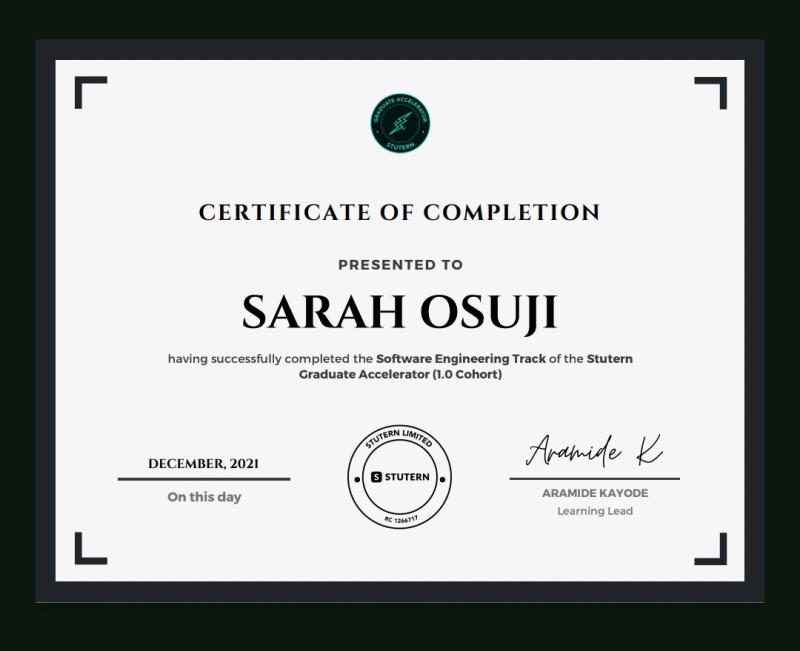 GRADUATE ACCELERATOR
STUTERN
CERTIFICATE OF COMPLETION
PRESENTED TO
SARAH OSUJI
having successfully completed the Software Engineering Track of the Stutern
Graduate Accelerator (1.0 Cohort)
DECEMBER, 2021
On this day
STUTERN LIMITED
S STUTERN
RC 1266717
Aramide K
ARAMIDE KAYODE
Learning Lead